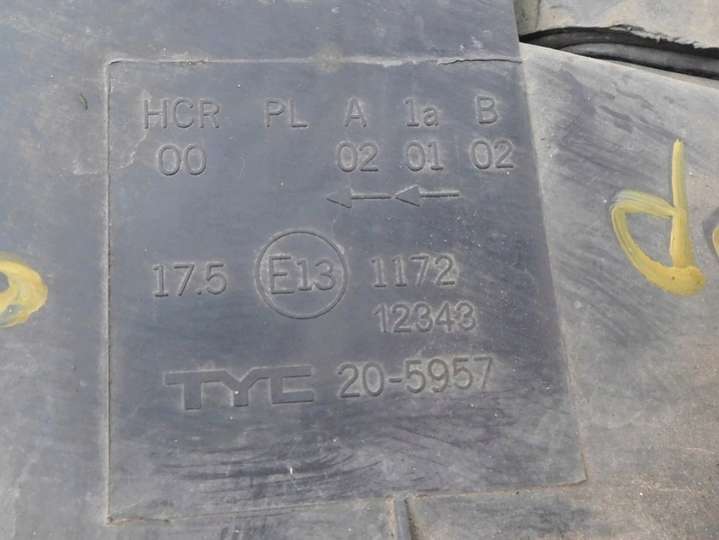 HCR PL A 1a B
00 02 01 02
17.5 E13 1172
12343
TYC 20-5957